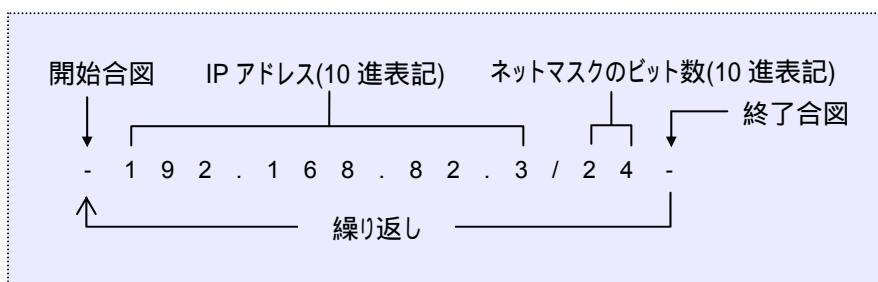 開始合図 IP アドレス(10 進表記) ネットマスクのビット数(10 進表記)
終了合図
- 1 9 2 . 1 6 8 . 8 2 . 3 / 2 4 -
繰り返し